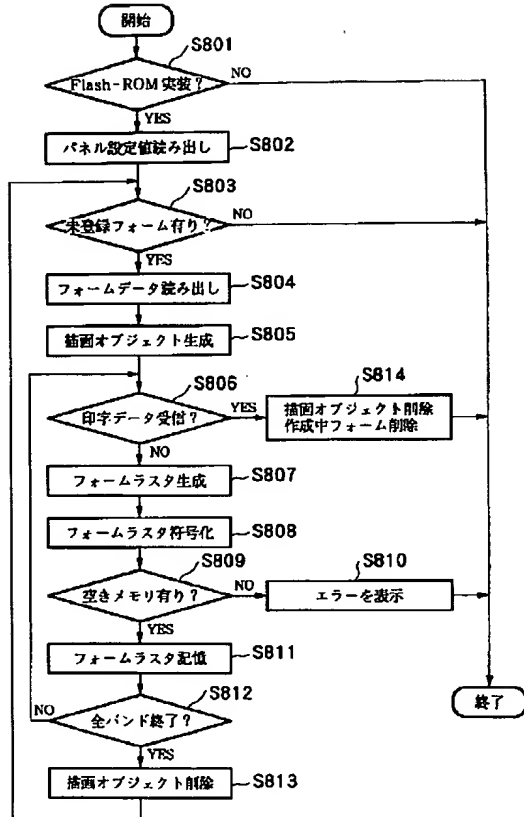 開始
S801
Flash-ROM 実装?
NO
YES
パネル設定値読み出し
S802
S803
未登録フォーム有り?
NO
YES
フォームデータ読み出し
S804
描画オブジェクト生成
S805
S806
印字データ受信?
YES
S814
描画オブジェクト削除
作成中フォーム削除
NO
フォームラスタ生成
S807
フォームラスタ符号化
S808
S809
空きメモリ有り?
NO
S810
エラーを表示
YES
フォームラスタ記憶
S811
S812
NO
全バンド終了?
終了
YES
描画オブジェクト削除
S813